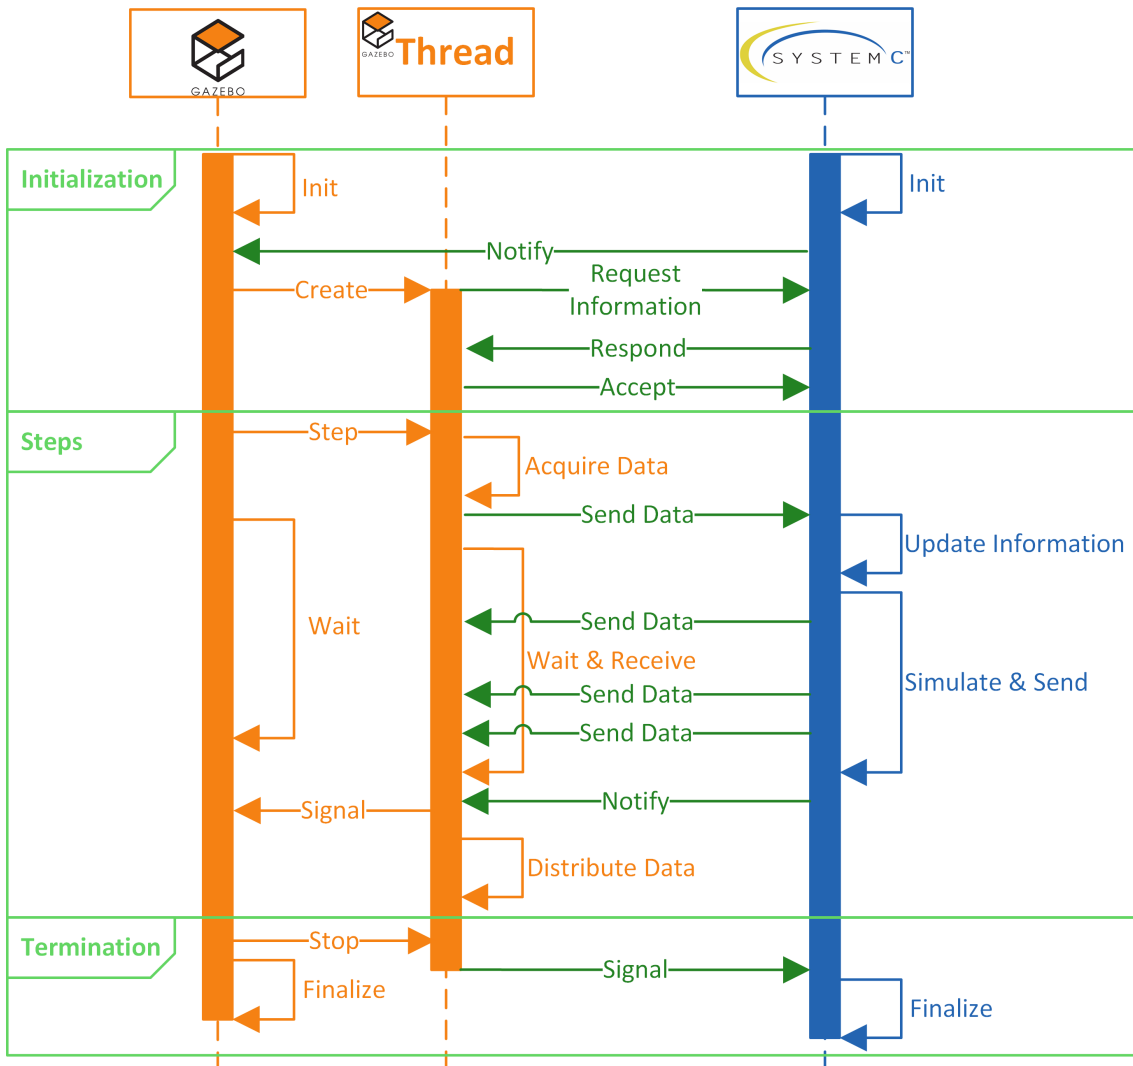 GAZEBO
GAZEBO
Thread
SYSTEM C™
Initialization
Init
Init
Notify
Create
Request
Information
Respond
Accept
Steps
Step
Acquire Data
Send Data
Update Information
Wait
Send Data
Wait & Receive
Simulate & Send
Send Data
Send Data
Notify
Signal
Distribute Data
Termination
Stop
Signal
Finalize
Finalize